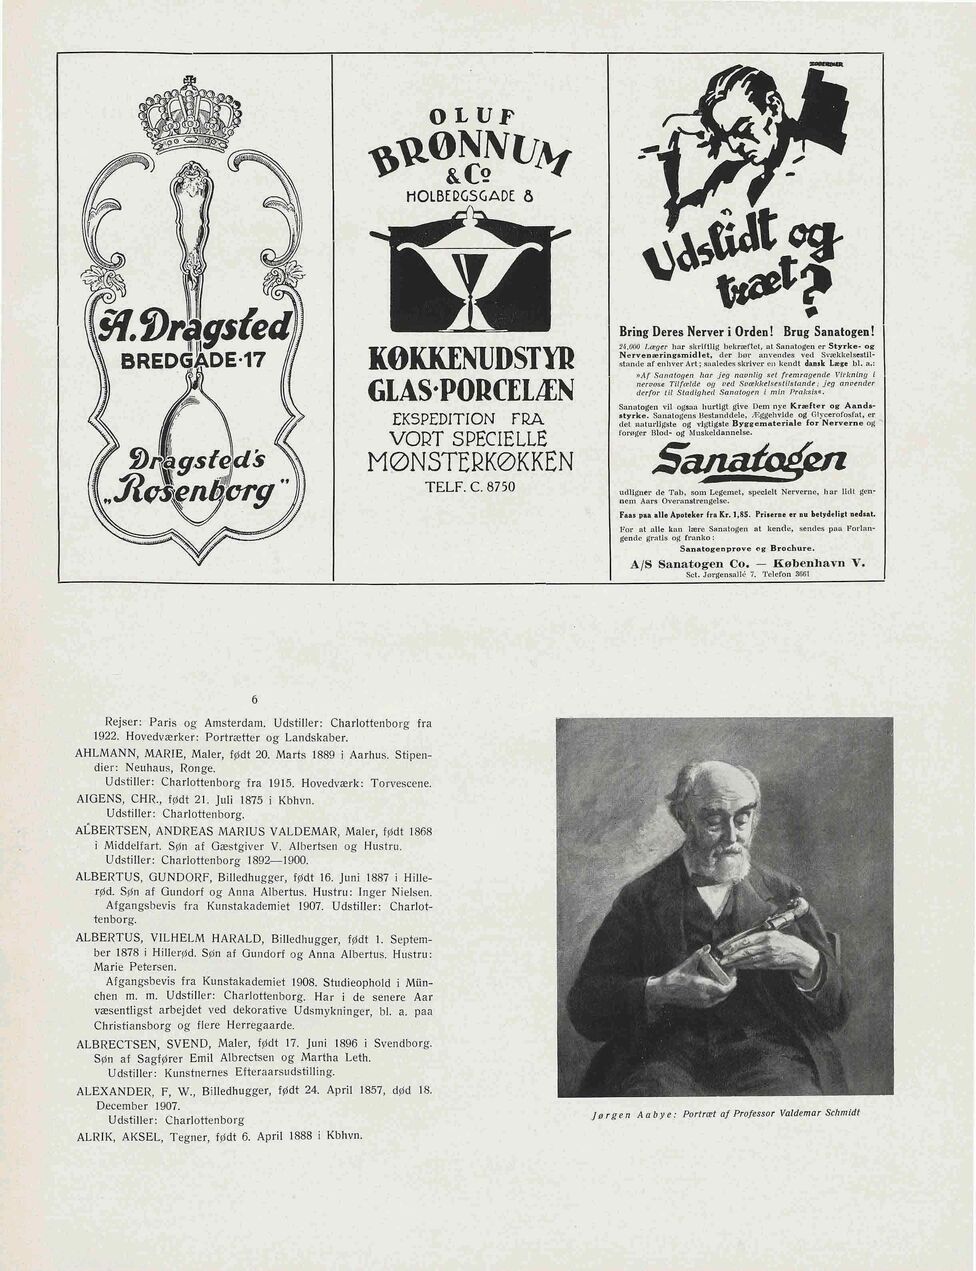 A. Dragsted
BREDGADE·17
Dragsted's
„Rosenborg"
OLUF
BRØNNUM
& Cº
HOLBERGSGADE 8
KØKKENUDSTYR
GLAS·PORCELÆN
EKSPEDITION FRA
VORT SPECIELLE
MØNSTERKØKKEN
TELF. C. 8750
Udslidt og
træt?
Bring Deres Nerver i Orden! Brug Sanatogen!
24,000 Læger har skriftlig bekræftet, at Sanatogen er Styrke- og
Nervenæringsmidlet, der bør anvendes ved Svækkelsestil-
stande af enhver Art; saaledes skriver en kendt dansk Læge bl. a.:
»Af Sanatogen har jeg navnlig set fremragende Virkning i
nervøse Tilfælde og ved Svækkelsestilstande; jeg anvender
derfor til Stadighed Sanatogen i min Praksis«.
Sanatogen vil ogsaa hurtigt give Dem nye Kræfter og Aands-
styrke. Sanatogens Bestanddele, Æggehvide og Glycerofosfat, er
det naturligste og vigtigste Byggemateriale for Nerverne og
forøger Blod- og Muskeldannelse.
Sanatogen
udligner de Tab, som Legemet, specielt Nerverne, har lidt gen-
nem Aars Overanstrengelse.
Faas paa alle Apoteker fra Kr. 1,85. Priserne er nu betydeligt nedsat.
For at alle kan lære Sanatogen at kende, sendes paa Forlan-
gende gratis og franko:
Sanatogenprøve og Brochure.
A/S Sanatogen Co. — København V.
Sct. Jørgensallé 7. Telefon 3661
6
Rejser: Paris og Amsterdam. Udstiller: Charlottenborg fra
1922. Hovedværker: Portrætter og Landskaber.
AHLMANN, MARIE, Maler, født 20. Marts 1889 i Aarhus. Stipen-
dier: Neuhaus, Ronge.
Udstiller: Charlottenborg fra 1915. Hovedværk: Torvescene.
AIGENS, CHR., født 21. Juli 1875 i Kbhvn.
Udstiller: Charlottenborg.
ALBERTSEN, ANDREAS MARIUS VALDEMAR, Maler, født 1868
i Middelfart. Søn af Gæstgiver V. Albertsen og Hustru.
Udstiller: Charlottenborg 1892—1900.
ALBERTUS, GUNDORF, Billedhugger, født 16. Juni 1887 i Hille-
rød. Søn af Gundorf og Anna Albertus. Hustru: Inger Nielsen.
Afgangsbevis fra Kunstakademiet 1907. Udstiller: Charlot-
tenborg.
ALBERTUS, VILHELM HARALD, Billedhugger, født 1. Septem-
ber 1878 i Hillerød. Søn af Gundorf og Anna Albertus. Hustru:
Marie Petersen.
Afgangsbevis fra Kunstakademiet 1908. Studieophold i Mün-
chen m. m. Udstiller: Charlottenborg. Har i de senere Aar
væsentligst arbejdet ved dekorative Udsmykninger, bl. a. paa
Christiansborg og flere Herregaarde.
ALBRECTSEN, SVEND, Maler, født 17. Juni 1896 i Svendborg.
Søn af Sagfører Emil Albrectsen og Martha Leth.
Udstiller: Kunstnernes Efteraarsudstilling.
ALEXANDER, F, W., Billedhugger, født 24. April 1857, død 18.
December 1907.
Udstiller: Charlottenborg
ALRIK, AKSEL, Tegner, født 6. April 1888 i Kbhvn.
Jørgen Aabye: Portræt af Professor Valdemar Schmidt